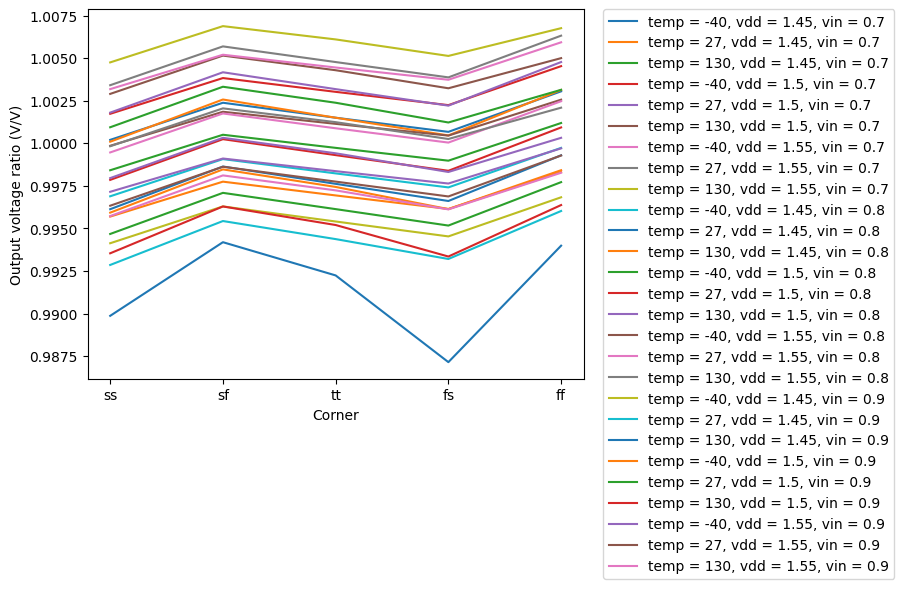 1.0075
1.0050
1.0025
1.0000
0.9975
0.9950
0.9925
0.9900
0.9875
Output voltage ratio (V/V)
ss sf tt fs ff
Corner
temp = -40, vdd = 1.45, vin = 0.7
temp = 27, vdd = 1.45, vin = 0.7
temp = 130, vdd = 1.45, vin = 0.7
temp = -40, vdd = 1.5, vin = 0.7
temp = 27, vdd = 1.5, vin = 0.7
temp = 130, vdd = 1.5, vin = 0.7
temp = -40, vdd = 1.55, vin = 0.7
temp = 27, vdd = 1.55, vin = 0.7
temp = 130, vdd = 1.55, vin = 0.7
temp = -40, vdd = 1.45, vin = 0.8
temp = 27, vdd = 1.45, vin = 0.8
temp = 130, vdd = 1.45, vin = 0.8
temp = -40, vdd = 1.5, vin = 0.8
temp = 27, vdd = 1.5, vin = 0.8
temp = 130, vdd = 1.5, vin = 0.8
temp = -40, vdd = 1.55, vin = 0.8
temp = 27, vdd = 1.55, vin = 0.8
temp = 130, vdd = 1.55, vin = 0.8
temp = -40, vdd = 1.45, vin = 0.9
temp = 27, vdd = 1.45, vin = 0.9
temp = 130, vdd = 1.45, vin = 0.9
temp = -40, vdd = 1.5, vin = 0.9
temp = 27, vdd = 1.5, vin = 0.9
temp = 130, vdd = 1.5, vin = 0.9
temp = -40, vdd = 1.55, vin = 0.9
temp = 27, vdd = 1.55, vin = 0.9
temp = 130, vdd = 1.55, vin = 0.9